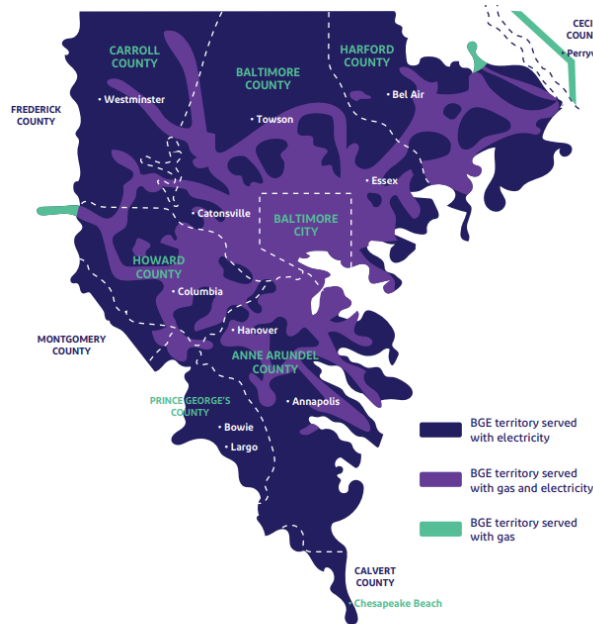 CECI
COUN
• Perryv
CARROLL
COUNTY
HARFORD
COUNTY
BALTIMORE
COUNTY
• Bel Air
• Westminster
FREDERICK
COUNTY
• Towson
• Essex
• Catonsville
BALTIMORE
CITY
HOWARD
COUNTY
• Columbia
• Hanover
MONTGOMERY
COUNTY
ANNE ARUNDEL
COUNTY
PRINCE GEORGE'S
COUNTY
• Annapolis
• Bowie
• Largo
BGE territory served
with electricity
BGE territory served
with gas and electricity
BGE territory served
with gas
CALVERT
COUNTY
• Chesapeake Beach